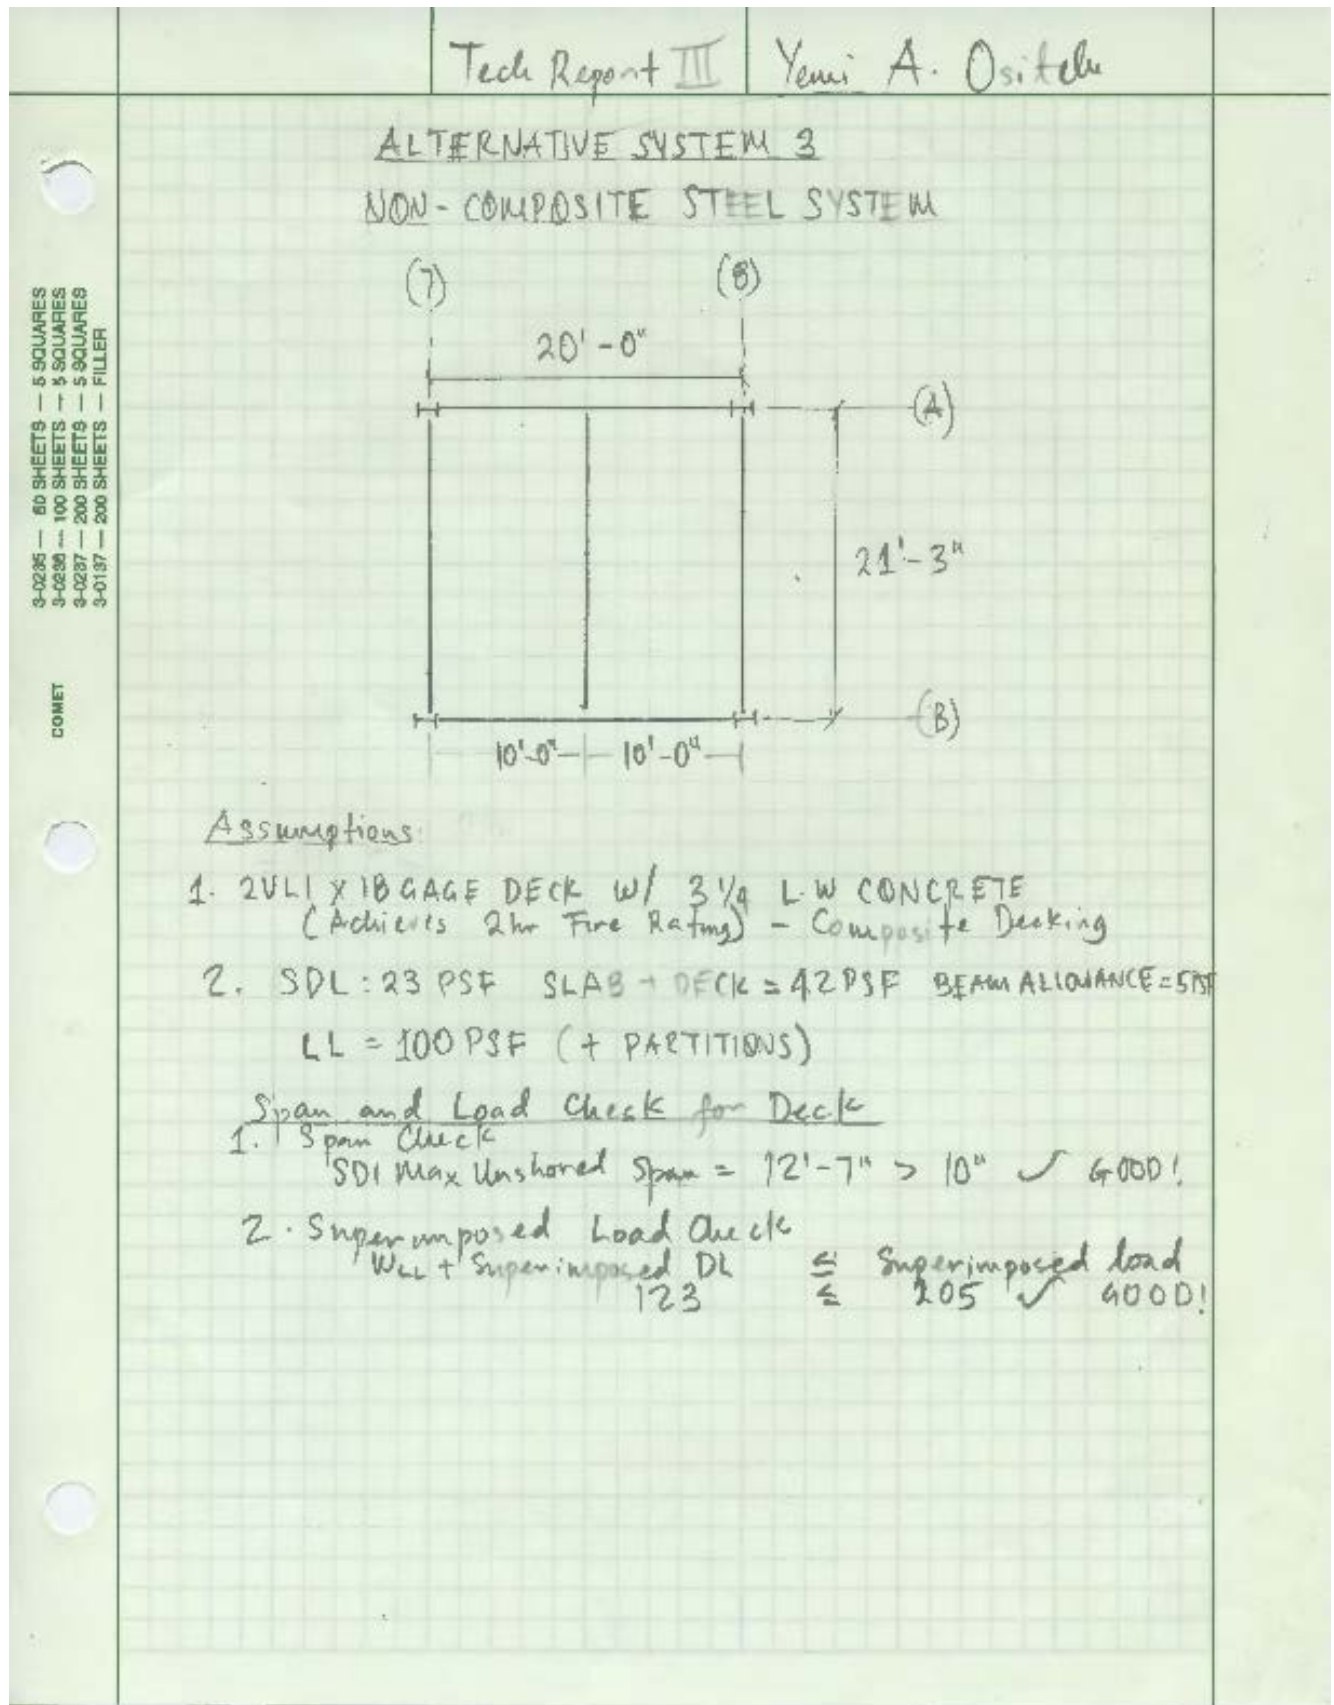 Tech Report III Yemi A. Ositelu
ALTERNATIVE SYSTEM 3
NON-COMPOSITE STEEL SYSTEM
(7) (8)
20'-0"
(A)
21'-3"
(B)
10'-0" 10'-0"
Assumptions:
1. 2VLI X 18 GAGE DECK W/ 3 1/4 L.W CONCRETE
(Achieves 2hr Fire Rating) - Composite Decking
2. SDL: 23 PSF SLAB + DECK = 42 PSF BEAM ALLOWANCE = 5 PSF
LL = 100 PSF (+ PARTITIONS)
Span and Load Check for Deck
1. Span Check
SDI Max Unshored Span = 12'-7" > 10" ✓ GOOD!
2. Superimposed Load Check
WLL + Superimposed DL ≤ Superimposed load
123 ≤ 205 ✓ GOOD!
3-0235 — 50 SHEETS — 5 SQUARES
3-0236 — 100 SHEETS — 5 SQUARES
3-0237 — 200 SHEETS — 5 SQUARES
3-0137 — 200 SHEETS — FILLER
COMET